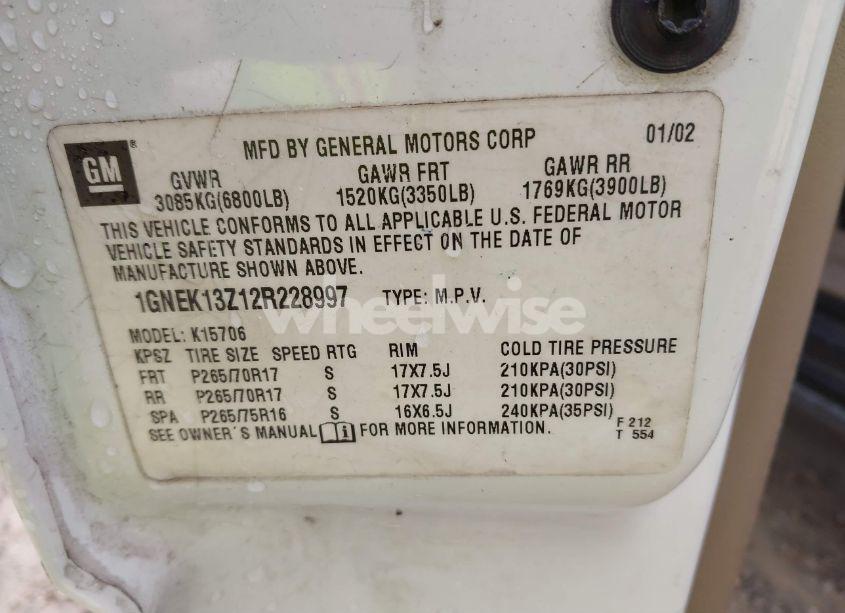 GM®
MFD BY GENERAL MOTORS CORP 01/02
GVWR GAWR FRT GAWR RR
3085KG(6800LB) 1520KG(3350LB) 1769KG(3900LB)
THIS VEHICLE CONFORMS TO ALL APPLICABLE U.S. FEDERAL MOTOR
VEHICLE SAFETY STANDARDS IN EFFECT ON THE DATE OF
MANUFACTURE SHOWN ABOVE.
1GNEK13Z12R228997 TYPE: M.P.V.
wheelwise
MODEL: K15706
KPSZ TIRE SIZE SPEED RTG RIM COLD TIRE PRESSURE
FRT P265/70R17 S 17X7.5J 210KPA(30PSI)
RR P265/70R17 S 17X7.5J 210KPA(30PSI)
SPA P265/75R16 S 16X6.5J 240KPA(35PSI)
SEE OWNER'S MANUAL FOR MORE INFORMATION.
F 212
T 554